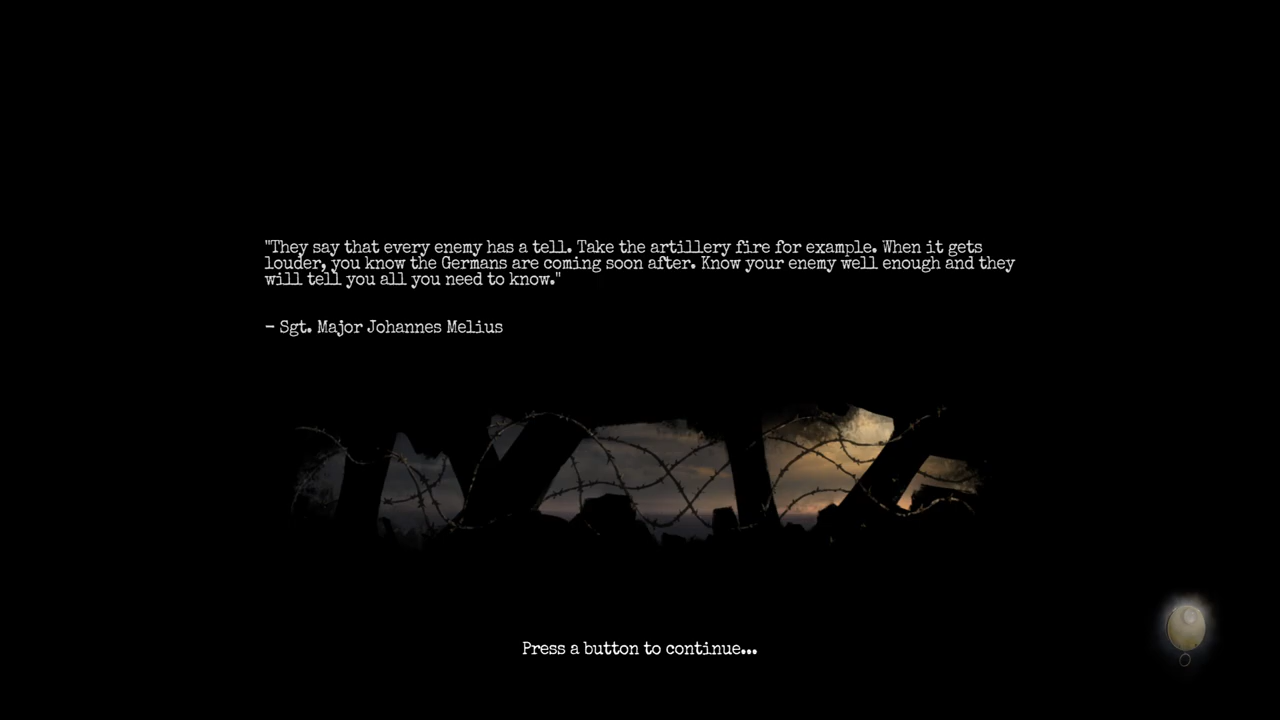 "They say that every enemy has a tell. Take the artillery fire for example. When it gets
louder, you know the Germans are coming soon after. Know your enemy well enough and they
will tell you all you need to know."
- Sgt. Major Johannes Melius
Press a button to continue...